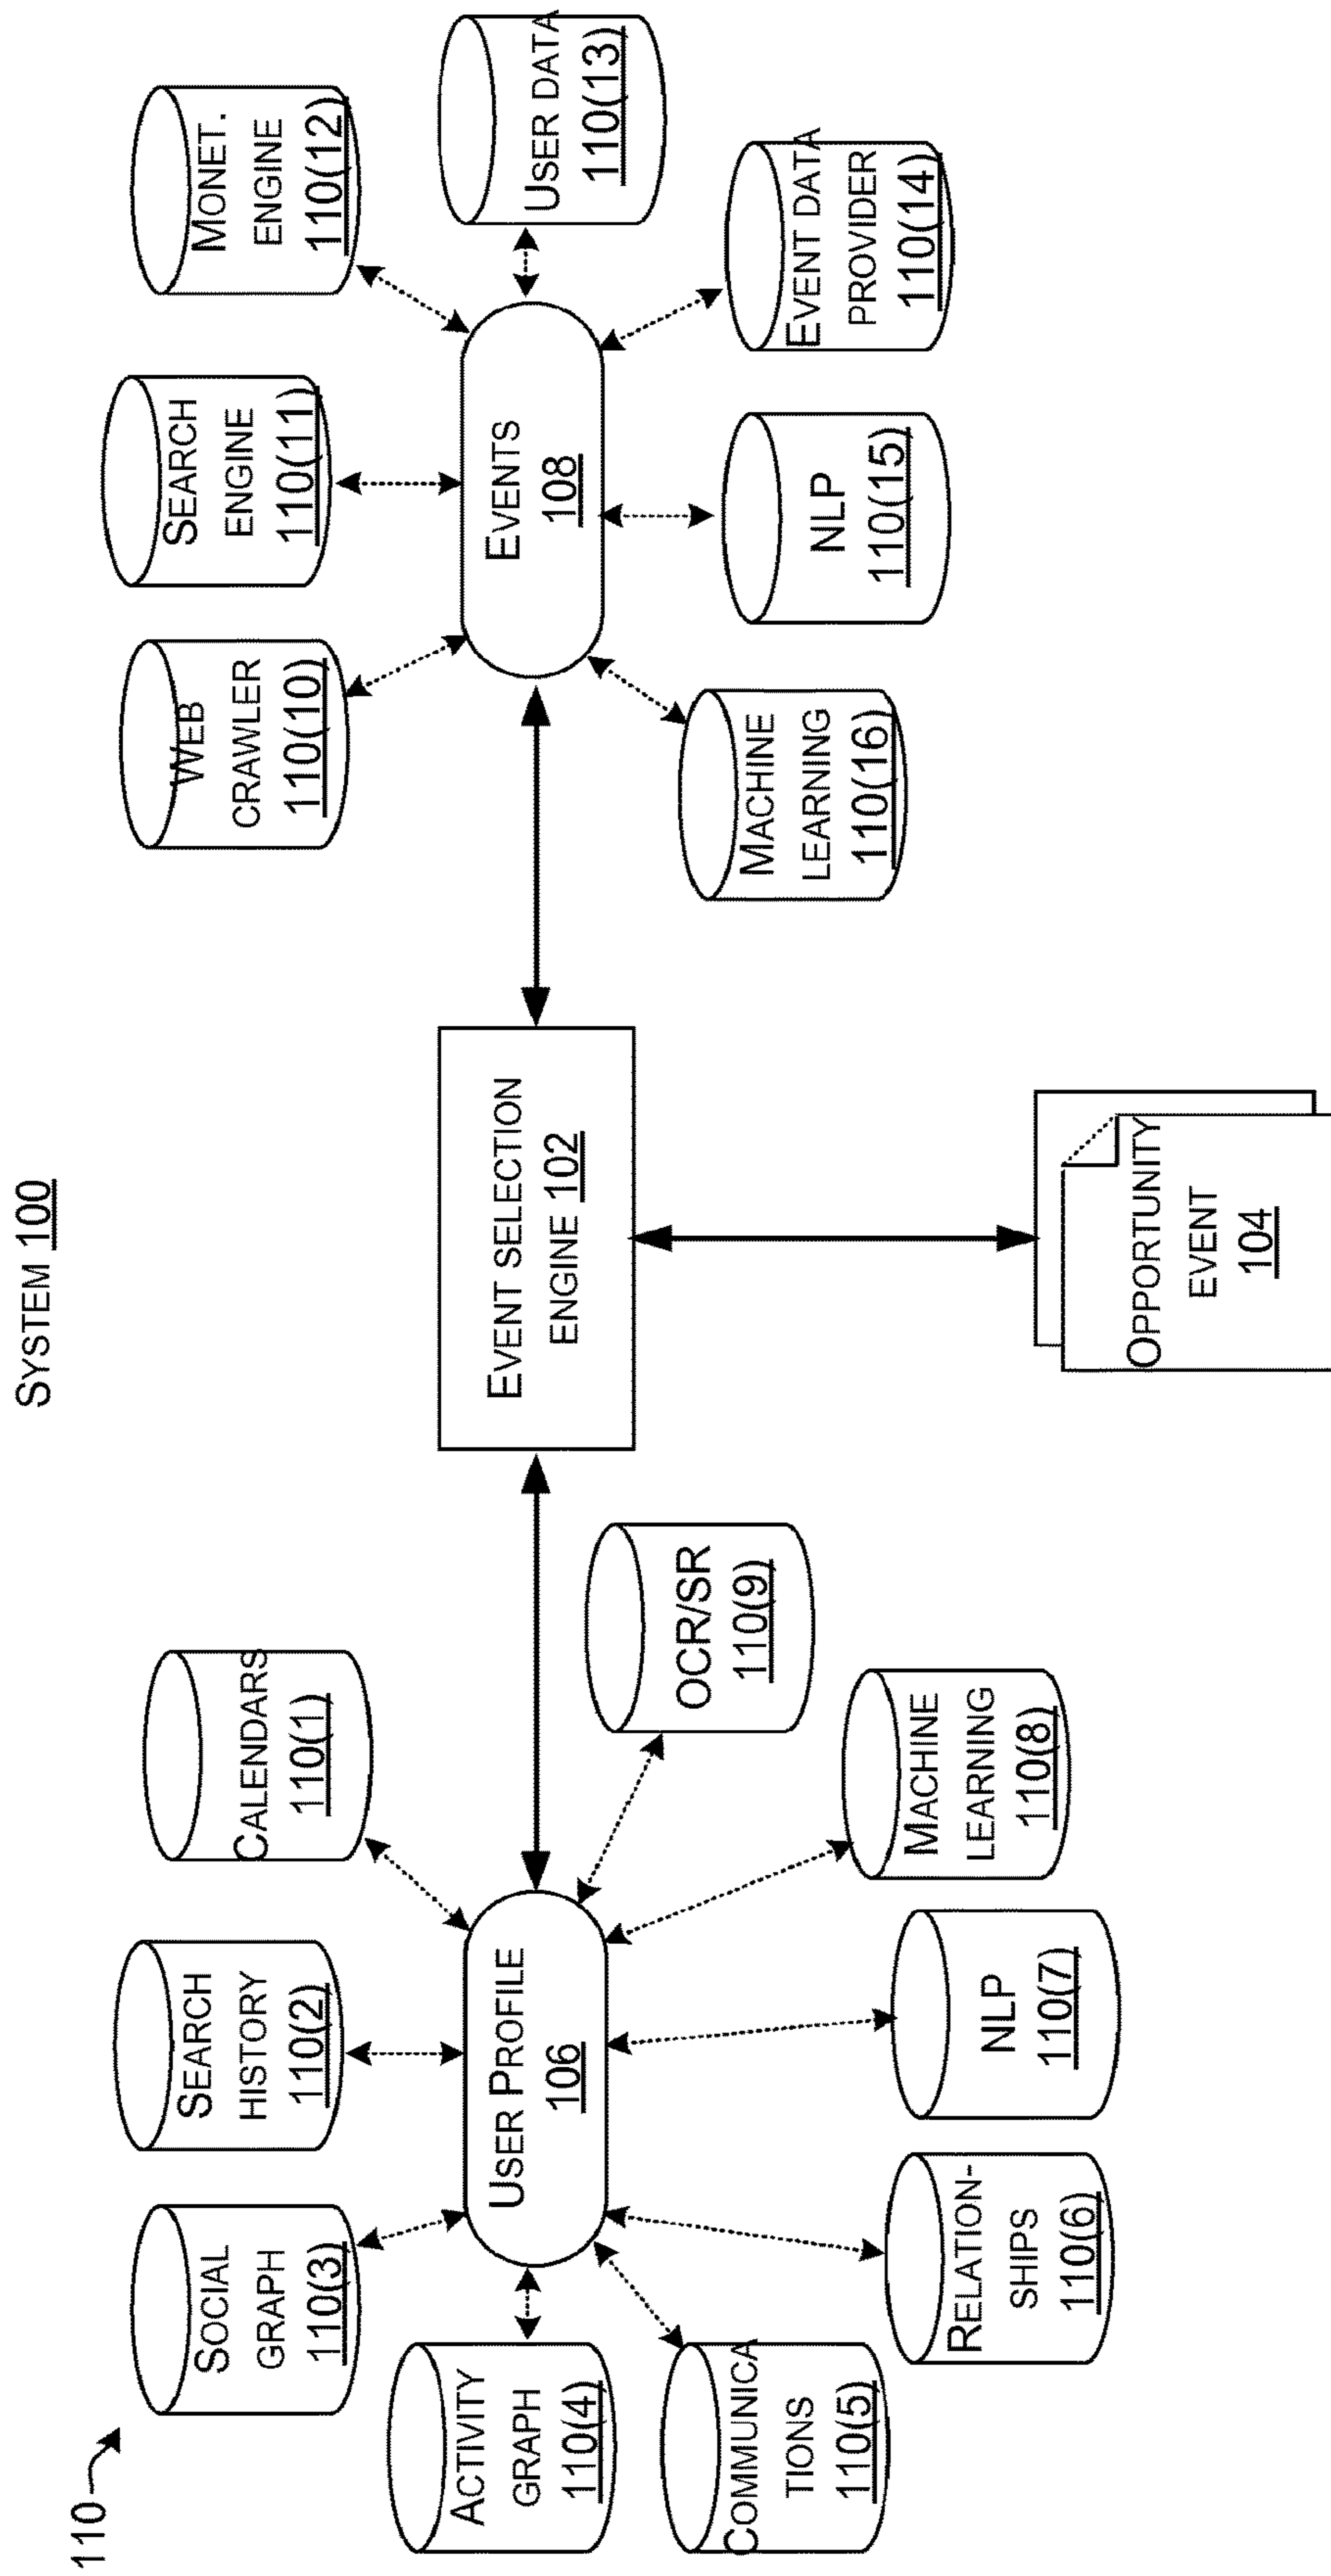 SYSTEM 100
110
SOCIAL
GRAPH
110(3)
SEARCH
HISTORY
110(2)
CALENDARS
110(1)
ACTIVITY
GRAPH
110(4)
USER PROFILE
106
OCR/SR
110(9)
COMMUNICA
TIONS
110(5)
RELATION-
SHIPS
110(6)
NLP
110(7)
MACHINE
LEARNING
110(8)
EVENT SELECTION
ENGINE 102
OPPORTUNITY
EVENT
104
WEB
CRAWLER
110(10)
SEARCH
ENGINE
110(11)
MONET.
ENGINE
110(12)
EVENTS
108
USER DATA
110(13)
MACHINE
LEARNING
110(16)
NLP
110(15)
EVENT DATA
PROVIDER
110(14)